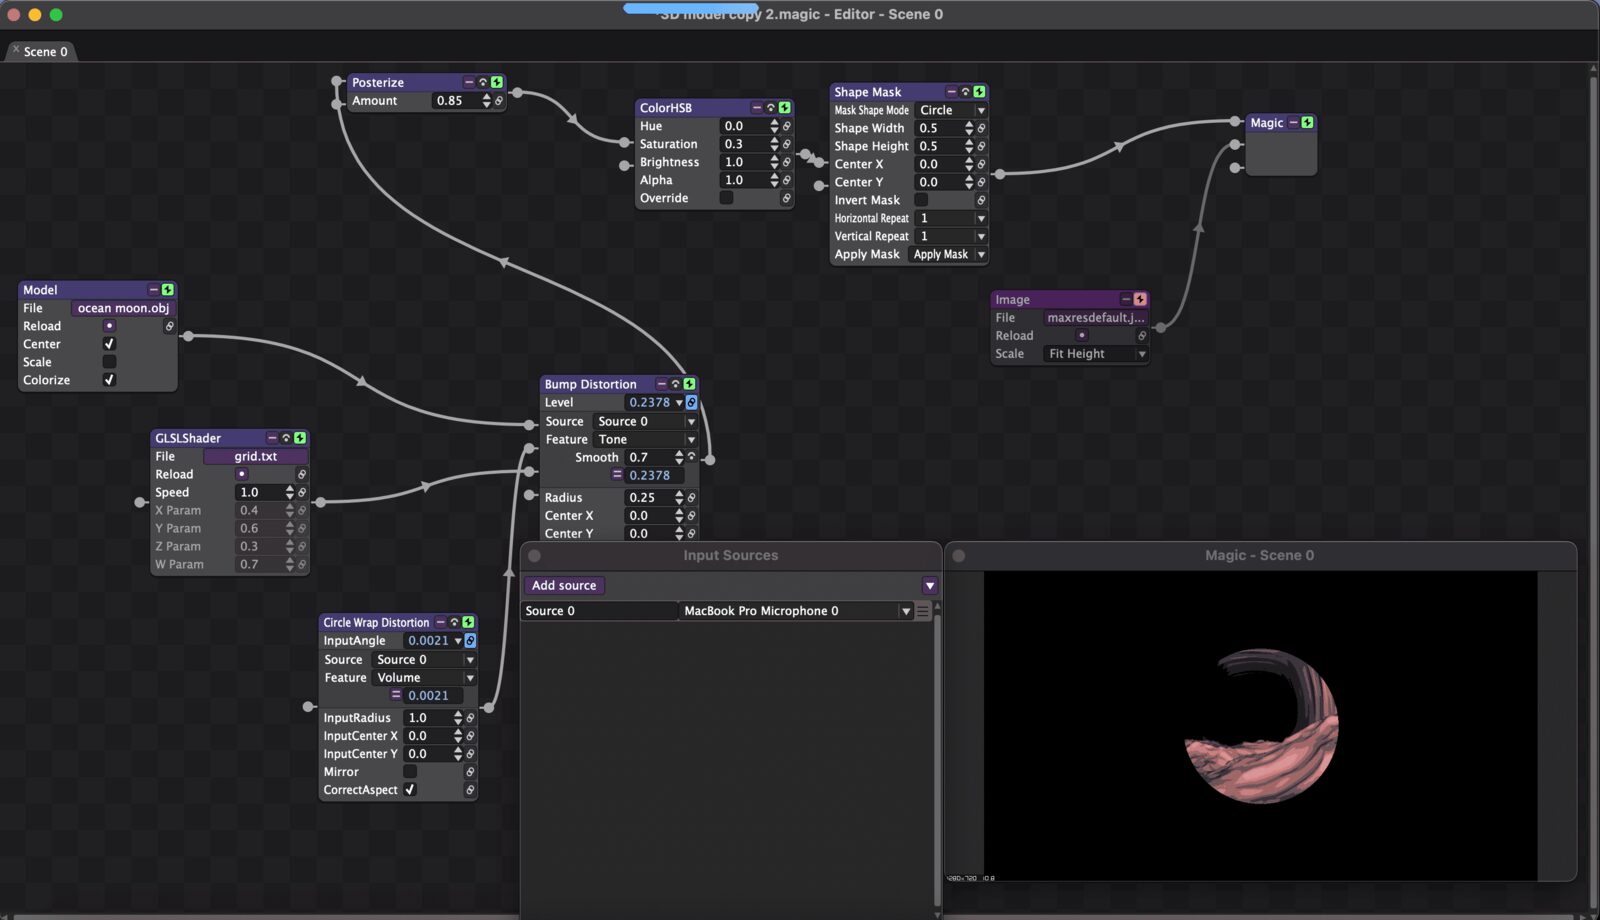 3D model copy 2.magic - Editor - Scene 0
Scene 0
Posterize
Amount 0.85
ColorHSB
Hue 0.0
Saturation 0.3
Brightness 1.0
Alpha 1.0
Override
Shape Mask
Mask Shape Mode Circle
Shape Width 0.5
Shape Height 0.5
Center X 0.0
Center Y 0.0
Invert Mask
Horizontal Repeat 1
Vertical Repeat 1
Apply Mask Apply Mask
Magic
Model
File ocean moon.obj
Reload
Center
Scale
Colorize
Image
File maxresdefault.j...
Reload
Scale Fit Height
Bump Distortion
Level 0.2378
Source Source 0
Feature Tone
Smooth 0.7
= 0.2378
Radius 0.25
Center X 0.0
Center Y 0.0
GLSLShader
File grid.txt
Reload
Speed 1.0
X Param 0.4
Y Param 0.6
Z Param 0.3
W Param 0.7
Circle Wrap Distortion
InputAngle 0.0021
Source Source 0
Feature Volume
= 0.0021
InputRadius 1.0
InputCenter X 0.0
InputCenter Y 0.0
Mirror
CorrectAspect
Input Sources
Add source
Source 0 MacBook Pro Microphone 0
Magic - Scene 0